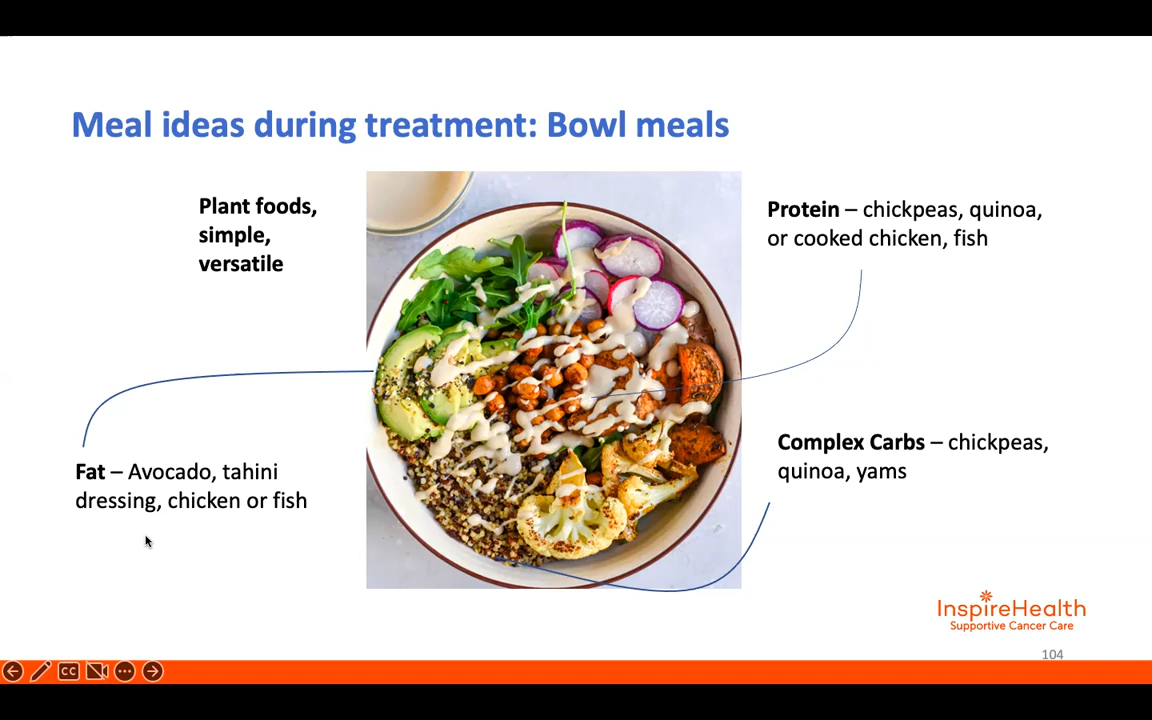 Meal ideas during treatment: Bowl meals
Plant foods,
simple,
versatile
Protein – chickpeas, quinoa,
or cooked chicken, fish
Fat – Avocado, tahini
dressing, chicken or fish
Complex Carbs – chickpeas,
quinoa, yams
InspireHealth
Supportive Cancer Care
104
CC